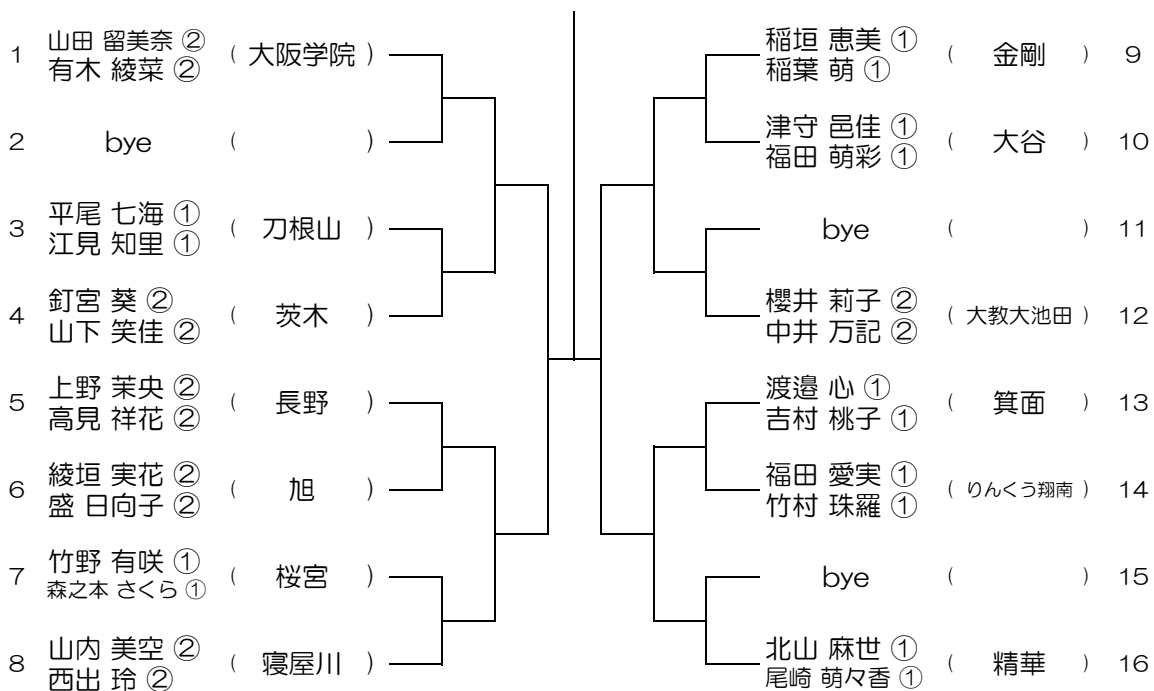 1 山田 留美奈 ② ( 大阪学院 )
有木 綾菜 ②
2 bye ( )
3 平尾 七海 ① ( 刀根山 )
江見 知里 ①
4 釘宮 葵 ② ( 茨木 )
山下 笑佳 ②
5 上野 茉央 ② ( 長野 )
高見 祥花 ②
6 綾垣 実花 ② ( 旭 )
盛 日向子 ②
7 竹野 有咲 ① ( 桜宮 )
森之本 さくら ①
8 山内 美空 ② ( 寝屋川 )
西出 玲 ②
稲垣 恵美 ① ( 金剛 ) 9
稲葉 萌 ①
津守 邑佳 ① ( 大谷 ) 10
福田 萌彩 ①
bye ( ) 11
櫻井 莉子 ② ( 大教大池田 ) 12
中井 万記 ②
渡邉 心 ① ( 箕面 ) 13
吉村 桃子 ①
福田 愛実 ① ( りんくう翔南 ) 14
竹村 珠羅 ①
bye ( ) 15
北山 麻世 ① ( 精華 ) 16
尾崎 萌々香 ①